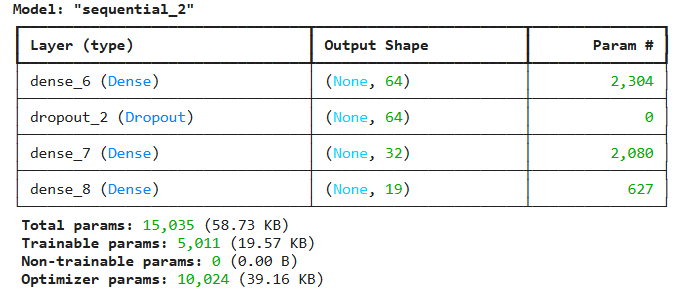 Model: "sequential_2"
Layer (type) Output Shape Param #
dense_6 (Dense) (None, 64) 2,304
dropout_2 (Dropout) (None, 64) 0
dense_7 (Dense) (None, 32) 2,080
dense_8 (Dense) (None, 19) 627
Total params: 15,035 (58.73 KB)
Trainable params: 5,011 (19.57 KB)
Non-trainable params: 0 (0.00 B)
Optimizer params: 10,024 (39.16 KB)